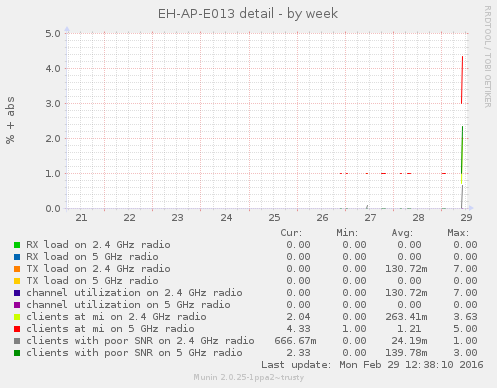 EH-AP-E013 detail - by week
RRDTOOL / TOBI OETIKER
% + abs
5.0
4.0
3.0
2.0
1.0
0.0
21 22 23 24 25 26 27 28 29
Cur: Min: Avg: Max:
RX load on 2.4 GHz radio 0.00 0.00 0.00 0.00
RX load on 5 GHz radio 0.00 0.00 0.00 0.00
TX load on 2.4 GHz radio 0.00 0.00 130.72m 7.00
TX load on 5 GHz radio 0.00 0.00 0.00 0.00
channel utilization on 2.4 GHz radio 0.00 0.00 130.72m 7.00
channel utilization on 5 GHz radio 0.00 0.00 0.00 0.00
clients at mi on 2.4 GHz radio 2.04 0.00 263.41m 3.63
clients at mi on 5 GHz radio 4.33 1.00 1.21 5.00
clients with poor SNR on 2.4 GHz radio 666.67m 0.00 24.19m 1.00
clients with poor SNR on 5 GHz radio 2.33 0.00 139.78m 3.00
Last update: Mon Feb 29 12:38:10 2016
Munin 2.0.25-1ppa2~trusty